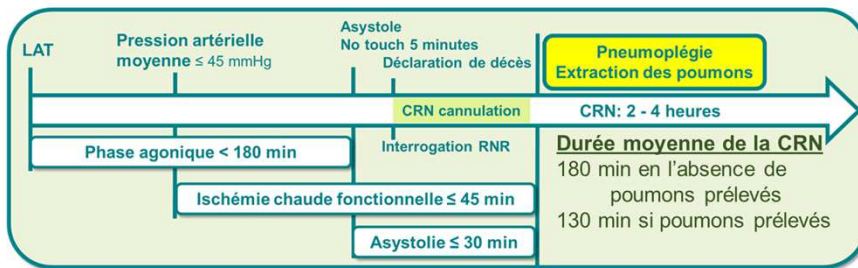 LAT
Pression artérielle
moyenne ≤ 45 mmHg
Asystole
No touch 5 minutes
Déclaration de décès
Pneumoplégie
Extraction des poumons
CRN cannulation
CRN: 2 - 4 heures
Phase agonique < 180 min
Interrogation RNR
Ischémie chaude fonctionnelle ≤ 45 min
Asystolie ≤ 30 min
Durée moyenne de la CRN
180 min en l'absence de
poumons prélevés
130 min si poumons prélevés